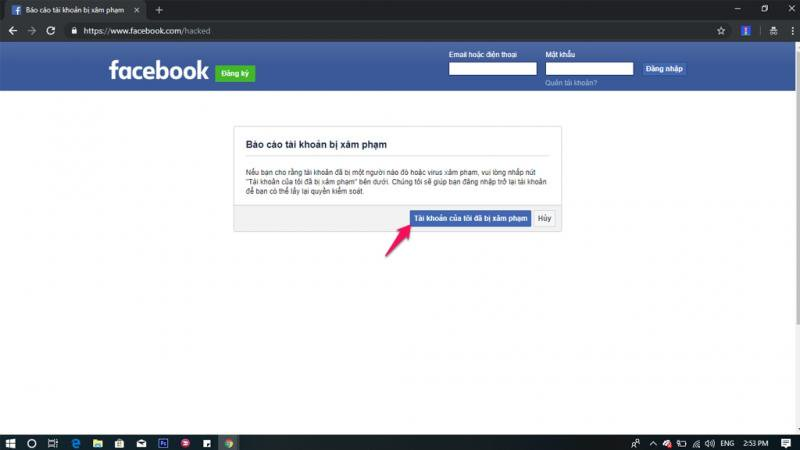 Báo cáo tài khoản bị xâm phạm
https://www.facebook.com/hacked
Email hoặc điện thoại
Mật khẩu
facebook
Đăng ký
Đăng nhập
Quên tài khoản?
Báo cáo tài khoản bị xâm phạm
Nếu bạn cho rằng tài khoản đã bị một người nào đó hoặc virus xâm phạm, vui lòng nhấp nút
"Tài khoản của tôi đã bị xâm phạm" bên dưới. Chúng tôi sẽ giúp bạn đăng nhập trở lại tài khoản
để bạn có thể lấy lại quyền kiểm soát.
Tài khoản của tôi đã bị xâm phạm
Hủy
ENG
2:53 PM